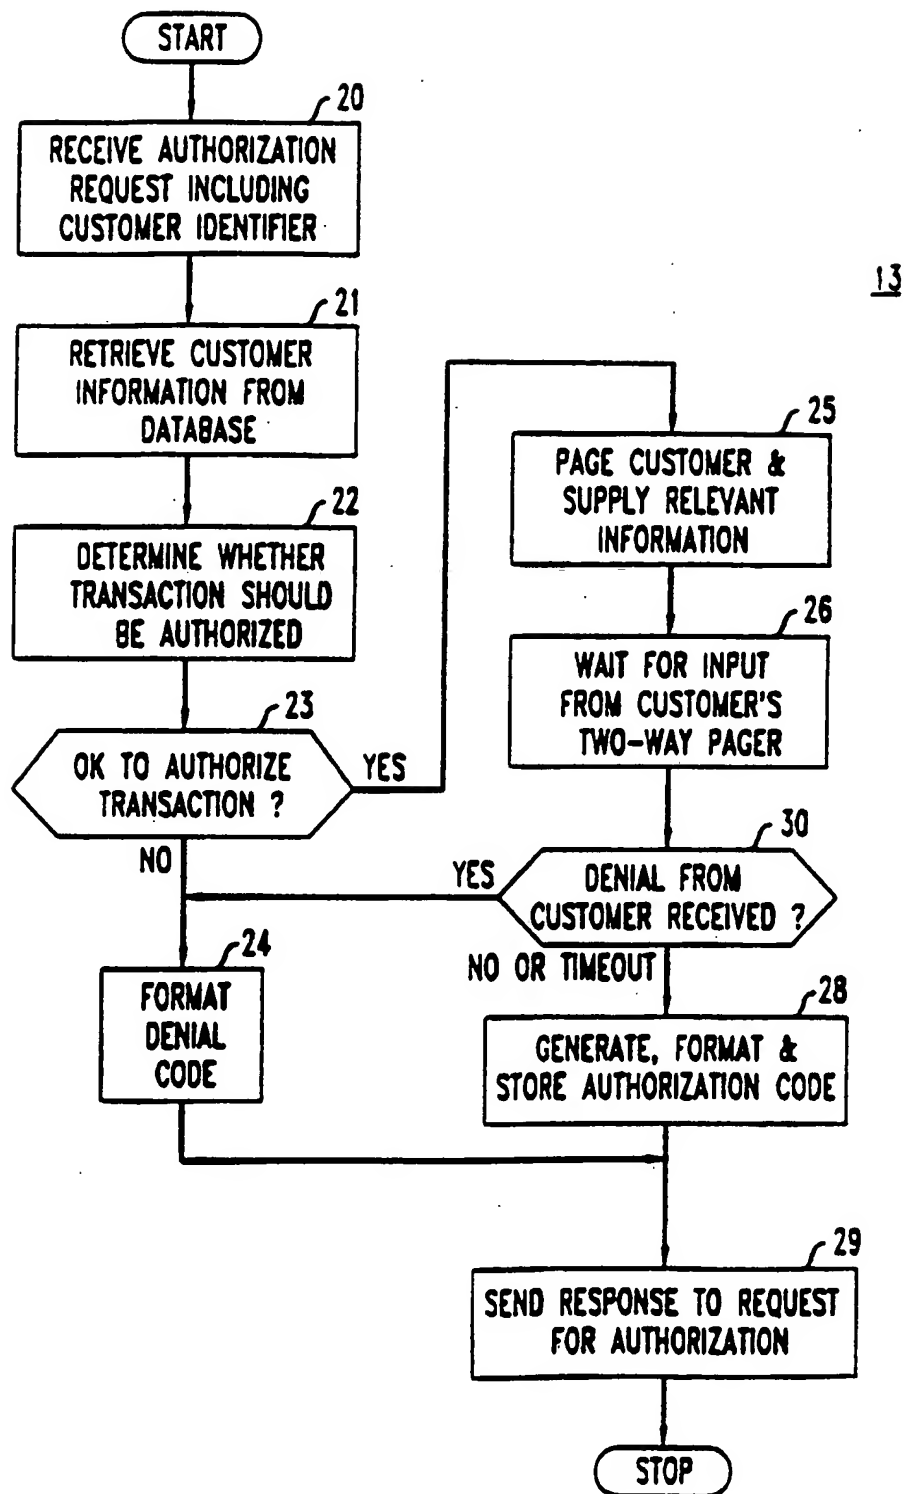 START
20
RECEIVE AUTHORIZATION
REQUEST INCLUDING
CUSTOMER IDENTIFIER
13
21
RETRIEVE CUSTOMER
INFORMATION FROM
DATABASE
22
DETERMINE WHETHER
TRANSACTION SHOULD
BE AUTHORIZED
23
OK TO AUTHORIZE
TRANSACTION ?
YES
NO
24
FORMAT
DENIAL
CODE
25
PAGE CUSTOMER &
SUPPLY RELEVANT
INFORMATION
26
WAIT FOR INPUT
FROM CUSTOMER'S
TWO-WAY PAGER
30
DENIAL FROM
CUSTOMER RECEIVED ?
YES
NO OR TIMEOUT
28
GENERATE, FORMAT &
STORE AUTHORIZATION CODE
29
SEND RESPONSE TO REQUEST
FOR AUTHORIZATION
STOP